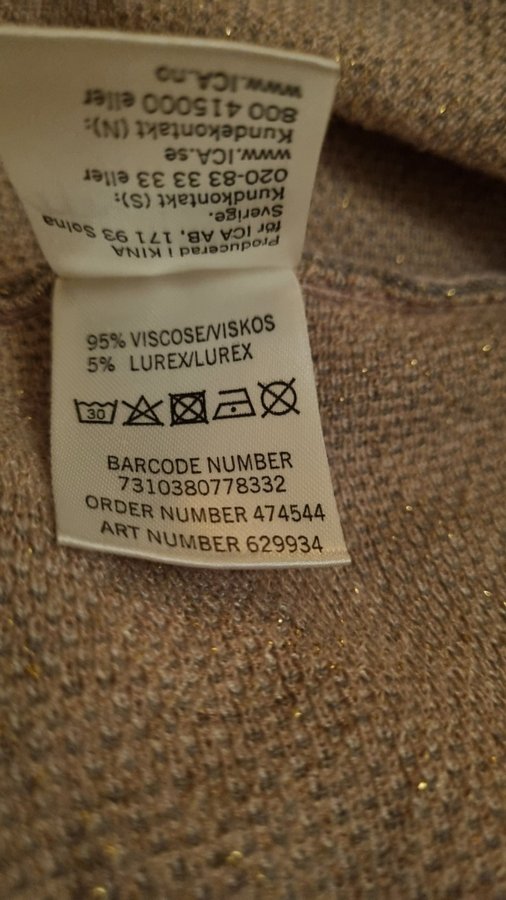 Producerad i KINA
för ICA AB, 171 93 Solna
Sverige.
Kundkontakt (S):
020-83 33 33 eller
www.ICA.se
Kundekontakt (N):
800 415000 eller
www.ICA.no
95% VISCOSE/VISKOS
5% LUREX/LUREX
30
BARCODE NUMBER
7310380778332
ORDER NUMBER 474544
ART NUMBER 629934